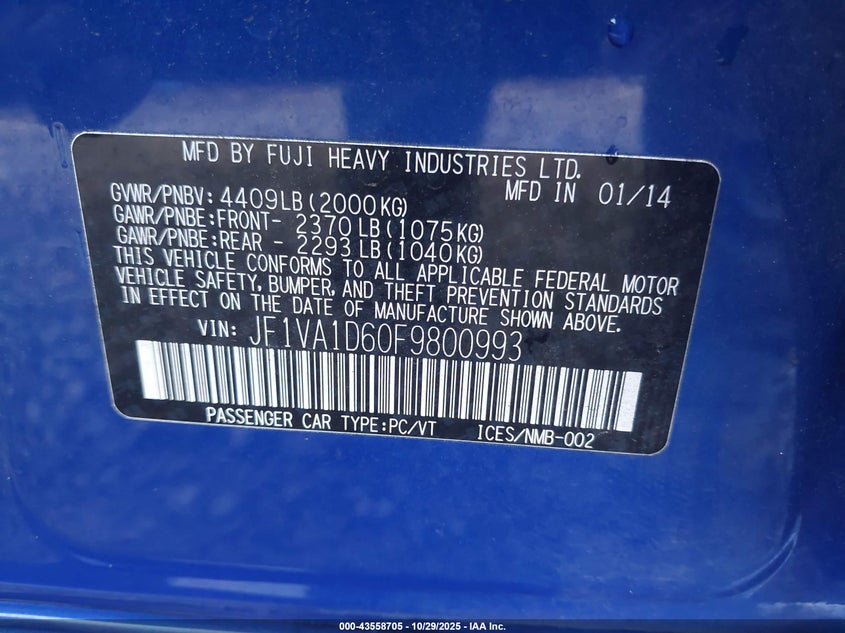 MFD BY FUJI HEAVY INDUSTRIES LTD.
MFD IN 01/14
GVWR/PNBV: 4409LB(2000KG)
GAWR/PNBE:FRONT- 2370LB(1075KG)
GAWR/PNBE:REAR - 2293LB(1040KG)
THIS VEHICLE CONFORMS TO ALL APPLICABLE FEDERAL MOTOR
VEHICLE SAFETY, BUMPER, AND THEFT PREVENTION STANDARDS
IN EFFECT ON THE DATE OF MANUFACTURE SHOWN ABOVE.
VIN: JF1VA1D60F9800993
PASSENGER CAR TYPE:PC/VT ICES/NMB-002
000-43558705 - 10/29/2025 - IAA Inc.